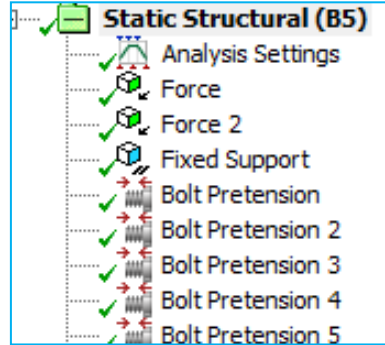 Static Structural (B5)
Analysis Settings
Force
Force 2
Fixed Support
Bolt Pretension
Bolt Pretension 2
Bolt Pretension 3
Bolt Pretension 4
Bolt Pretension 5